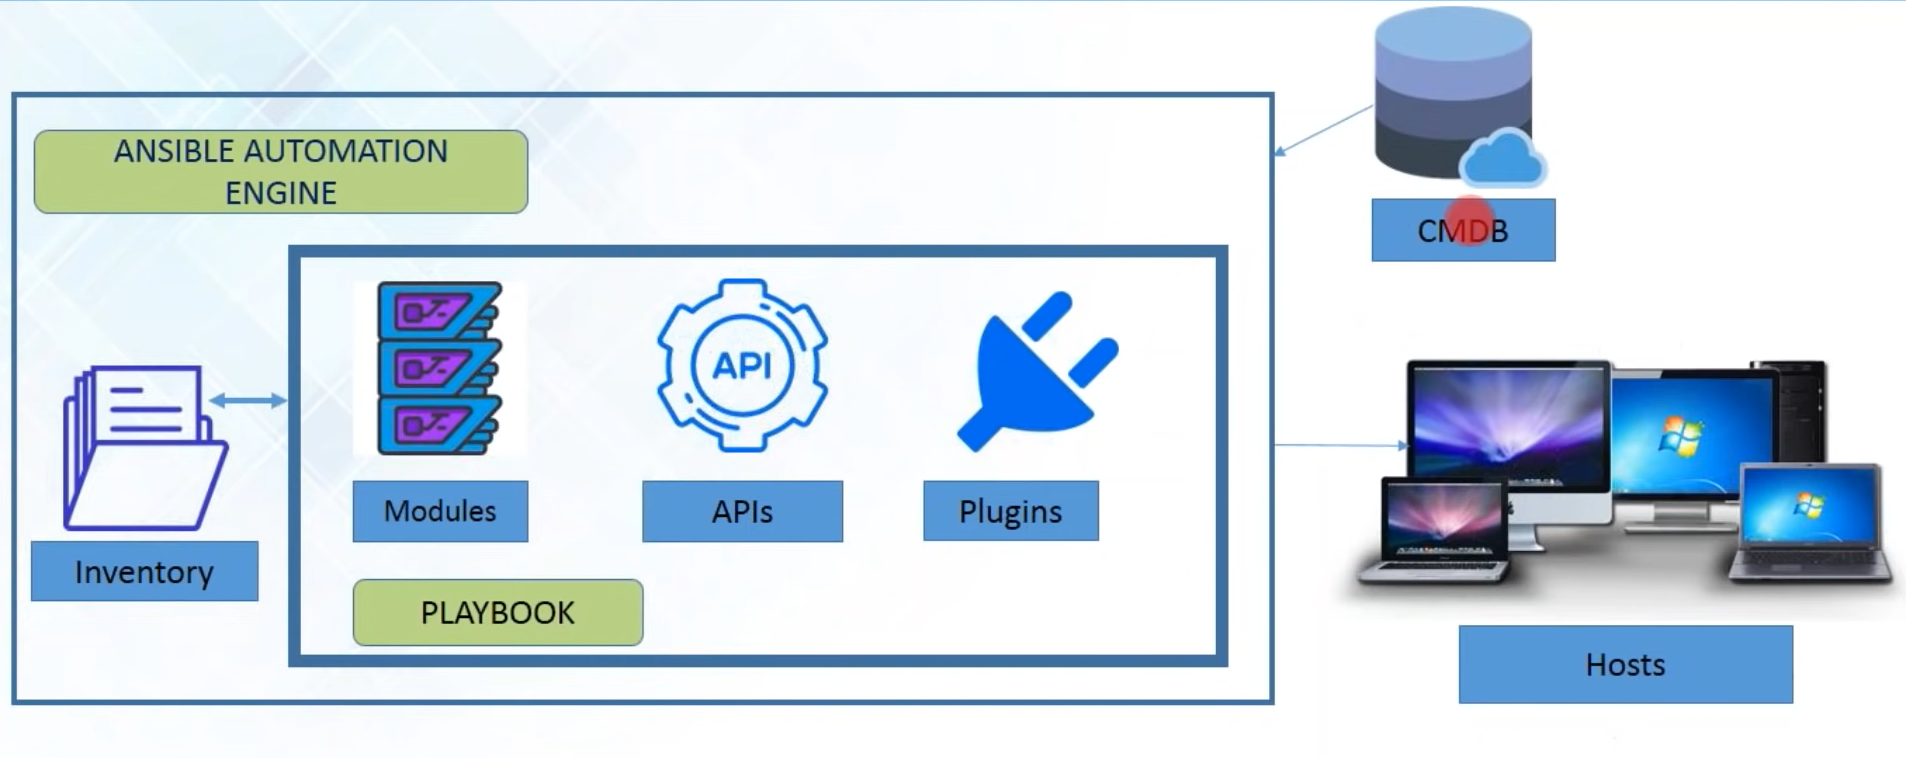 ANSIBLE AUTOMATION
ENGINE
CMDB
API
Modules
APIs
Plugins
Inventory
PLAYBOOK
Hosts